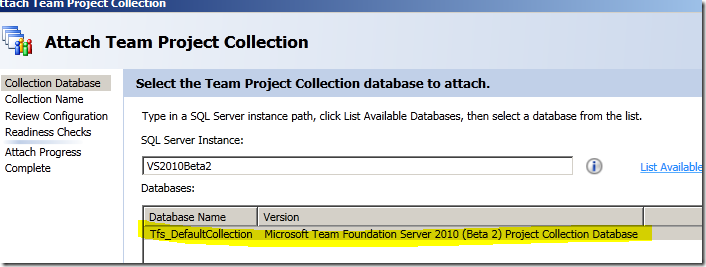 Attach Team Project Collection
Attach Team Project Collection
Collection Database
Collection Name
Review Configuration
Readiness Checks
Attach Progress
Complete
Select the Team Project Collection database to attach.
Type in a SQL Server instance path, click List Available Databases, then select a database from the list.
SQL Server Instance:
VS2010Beta2
List Available
Databases:
Database Name Version
Tfs_DefaultCollection Microsoft Team Foundation Server 2010 (Beta 2) Project Collection Database